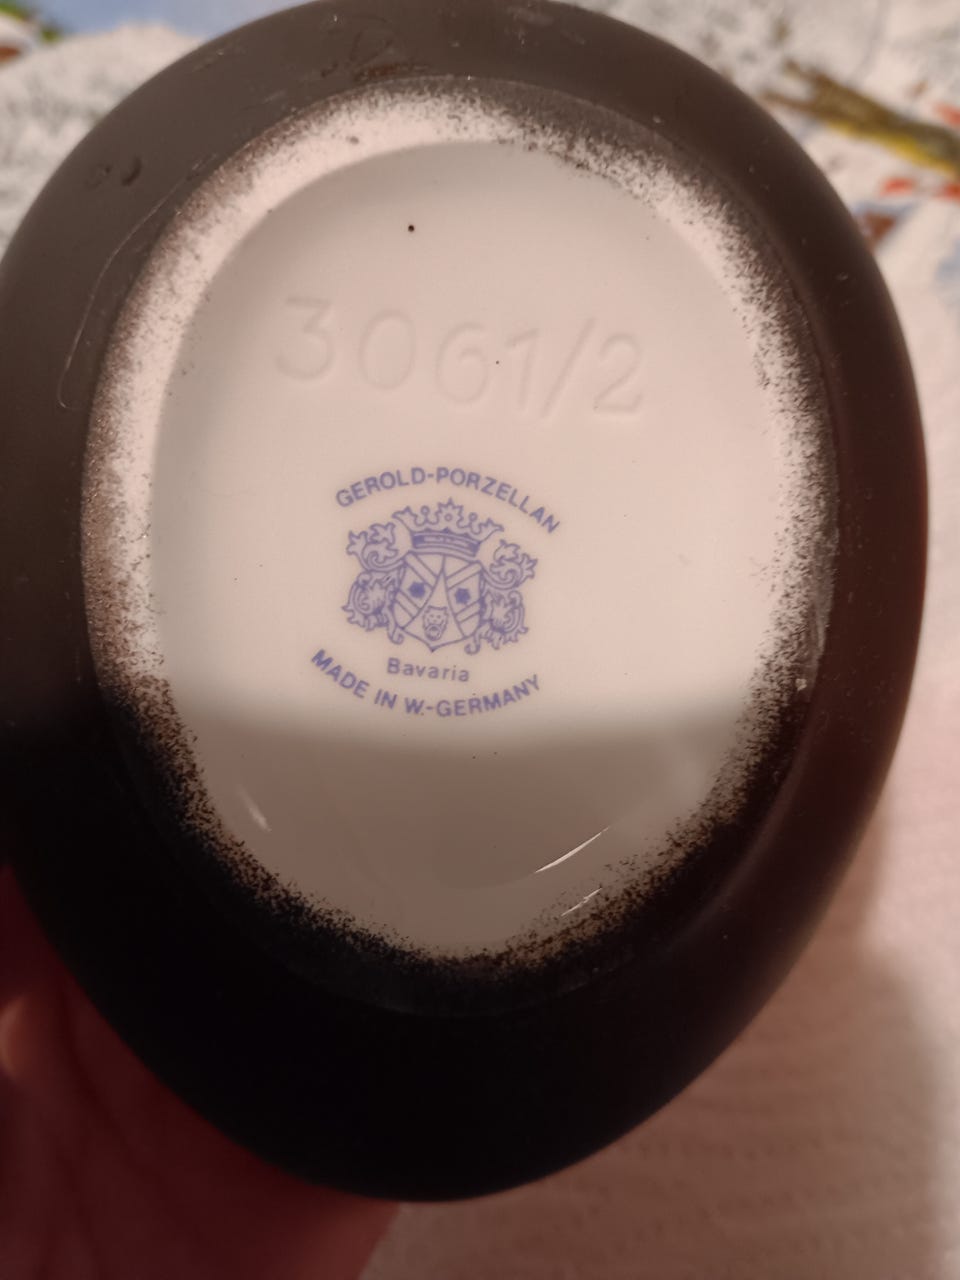 3061/2
GEROLD-PORZELLAN
Bavaria
MADE IN W.-GERMANY